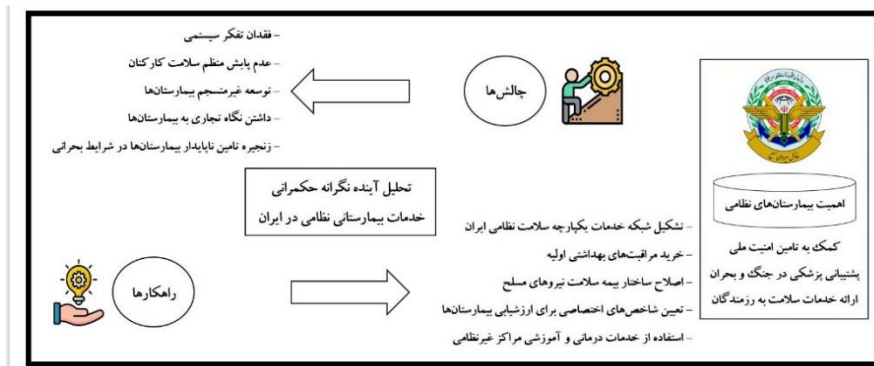 اهمیت بیمارستان‌های نظامی
کمک به تامین امنیت ملی
پشتیبانی پزشکی در جنگ و بحران
ارائه خدمات سلامت به رزمندگان
چالش‌ها
- فقدان تفکر سیستمی
- عدم پایش منظم سلامت کارکنان
- توسعه غیرمنسجم بیمارستان‌ها
- داشتن نگاه تجاری به بیمارستان‌ها
- زنجیره تامین ناپایدار بیمارستان‌ها در شرایط بحرانی
تحلیل آینده نگرانه حکمرانی
خدمات بیمارستانی نظامی در ایران
راهکارها
- تشکیل شبکه خدمات یکپارچه سلامت نظامی ایران
- خرید مراقبت‌های بهداشتی اولیه
- اصلاح ساختار بیمه سلامت نیروهای مسلح
- تعیین شاخص‌های اختصاصی برای ارزشیابی بیمارستان‌ها
- استفاده از خدمات درمانی و آموزشی مراکز غیرنظامی